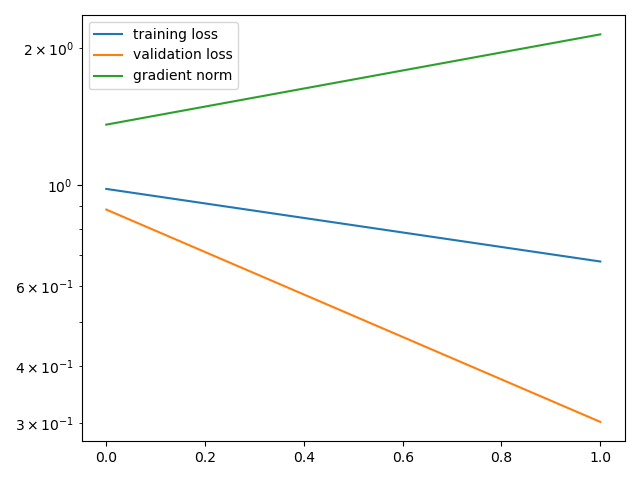 training loss
validation loss
gradient norm
2 × 10⁰
10⁰
6 × 10⁻¹
4 × 10⁻¹
3 × 10⁻¹
0.0 0.2 0.4 0.6 0.8 1.0